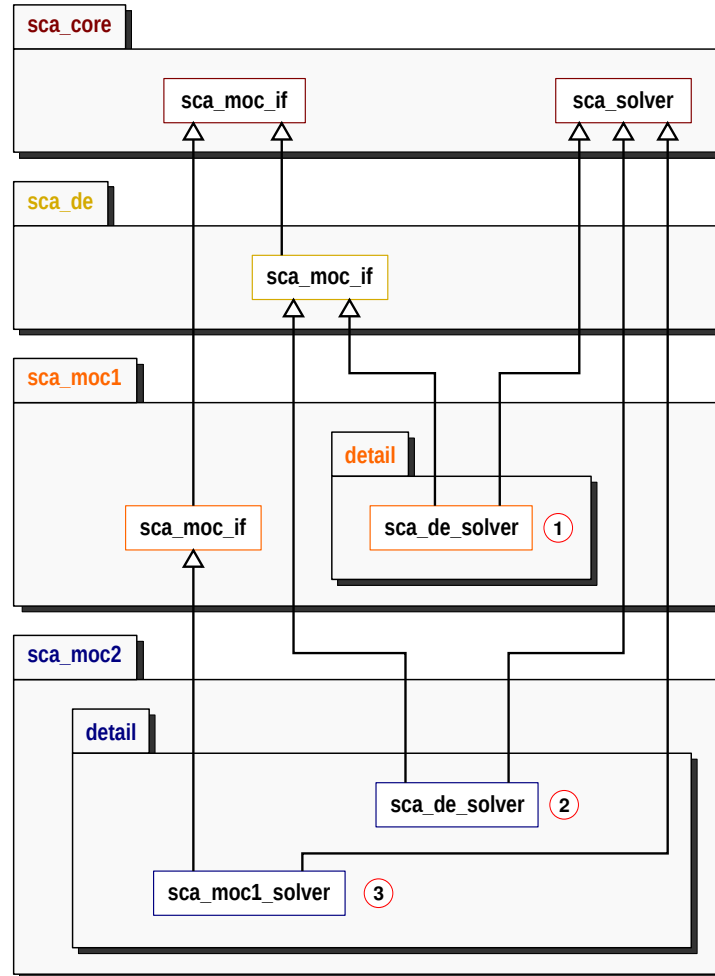 sca_core
sca_moc_if
sca_solver
sca_de
sca_moc_if
sca_moc1
detail
sca_moc_if
sca_de_solver
1
sca_moc2
detail
sca_de_solver
2
sca_moc1_solver
3